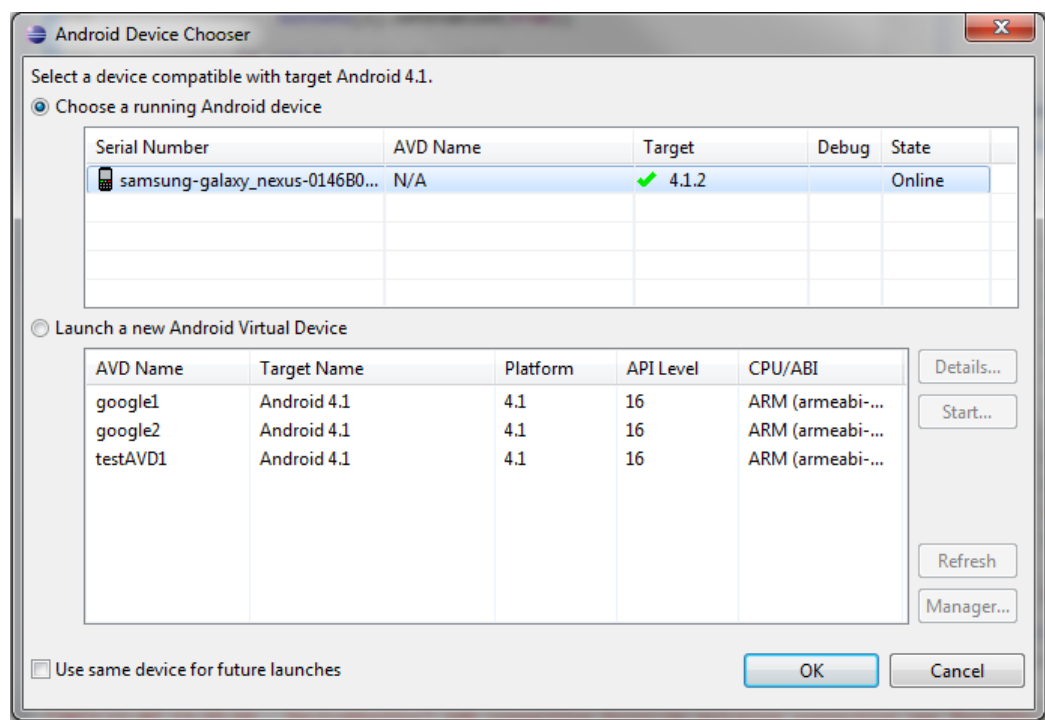 Android Device Chooser
Select a device compatible with target Android 4.1.
Choose a running Android device
Serial Number AVD Name Target Debug State
samsung-galaxy_nexus-0146B0... N/A 4.1.2 Online
Launch a new Android Virtual Device
AVD Name Target Name Platform API Level CPU/ABI
google1 Android 4.1 4.1 16 ARM (armeabi-...
google2 Android 4.1 4.1 16 ARM (armeabi-...
testAVD1 Android 4.1 4.1 16 ARM (armeabi-...
Details...
Start...
Refresh
Manager...
Use same device for future launches
OK Cancel